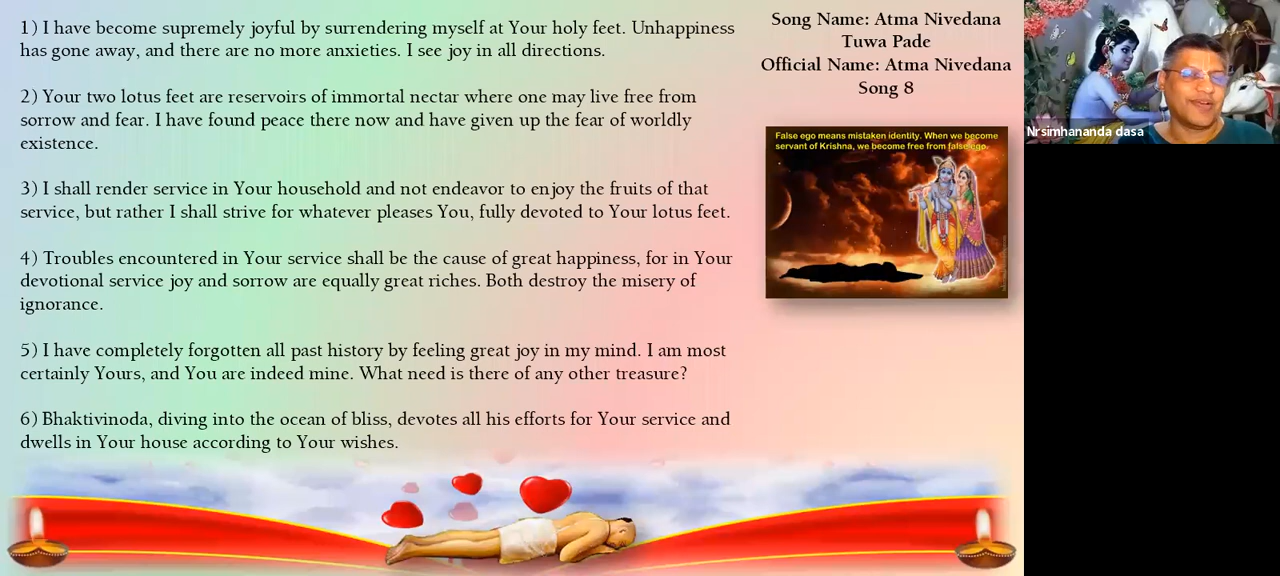 1) I have become supremely joyful by surrendering myself at Your holy feet. Unhappiness
has gone away, and there are no more anxieties. I see joy in all directions.
2) Your two lotus feet are reservoirs of immortal nectar where one may live free from
sorrow and fear. I have found peace there now and have given up the fear of worldly
existence.
3) I shall render service in Your household and not endeavor to enjoy the fruits of that
service, but rather I shall strive for whatever pleases You, fully devoted to Your lotus feet.
4) Troubles encountered in Your service shall be the cause of great happiness, for in Your
devotional service joy and sorrow are equally great riches. Both destroy the misery of
ignorance.
5) I have completely forgotten all past history by feeling great joy in my mind. I am most
certainly Yours, and You are indeed mine. What need is there of any other treasure?
6) Bhaktivinoda, diving into the ocean of bliss, devotes all his efforts for Your service and
dwells in Your house according to Your wishes.
Song Name: Atma Nivedana
Tuwa Pade
Official Name: Atma Nivedana
Song 8
False ego means mistaken identity. When we become
servant of Krishna, we become free from false ego.
Nrsimhananda dasa